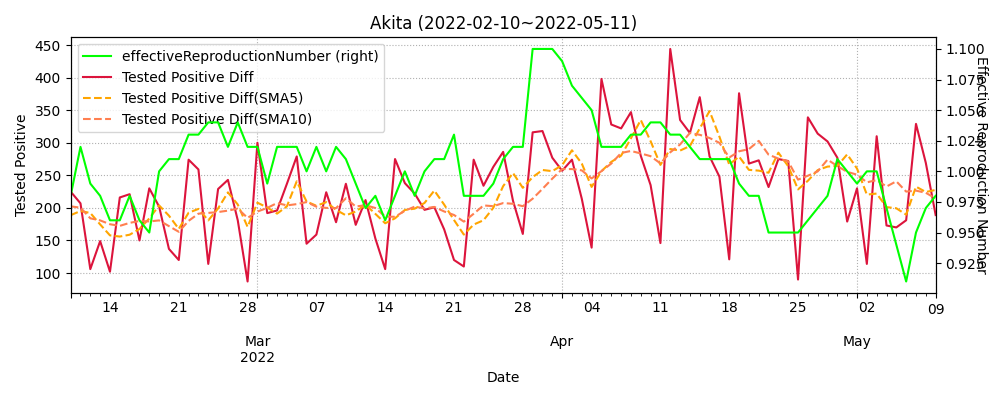 Akita (2022-02-10~2022-05-11)
effectiveReproductionNumber (right)
Tested Positive Diff
Tested Positive Diff(SMA5)
Tested Positive Diff(SMA10)
Tested Positive
450
400
350
300
250
200
150
100
1.100
1.075
1.050
1.025
1.000
0.975
0.950
0.925
Effective Reproduction Number
14 21 28 07 14 21 28 04 11 18 25 02 09
Mar Apr May
2022
Date